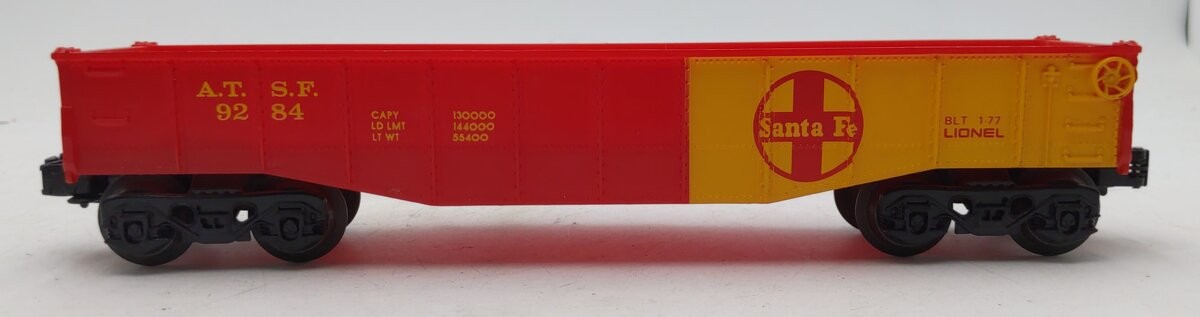 A.T. S.F.
92 84
CAPY 130000
LD LMT 144000
LT WT 55400
Santa Fe
BLT 1-77
LIONEL